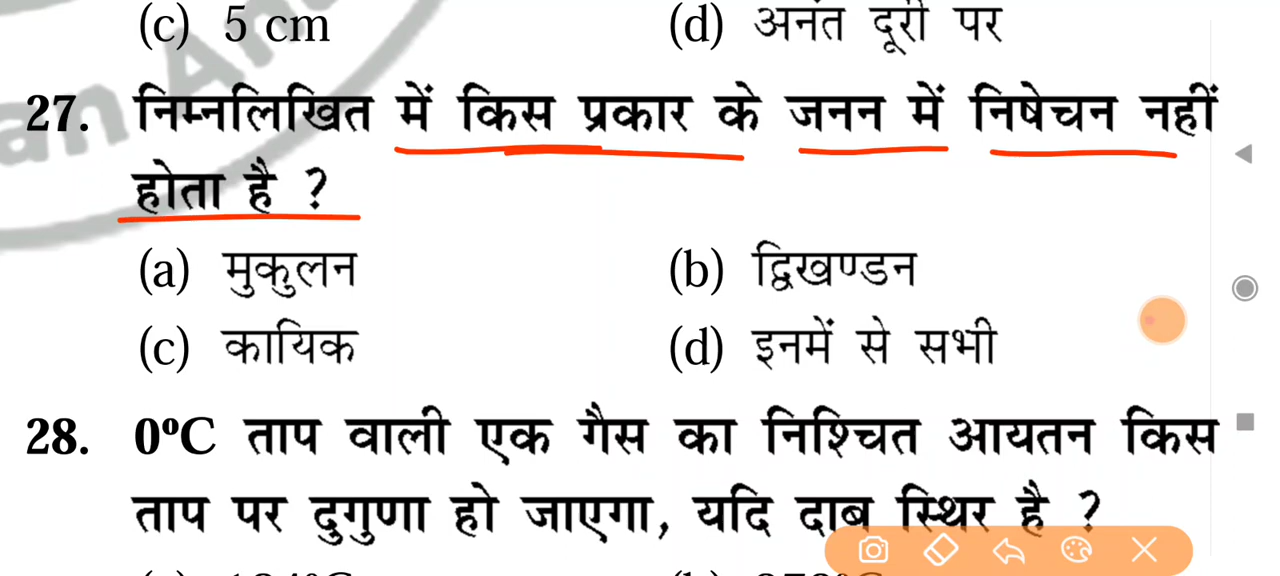 (c) 5 cm (d) अनंत दूरी पर
27. निम्नलिखित में किस प्रकार के जनन में निषेचन नहीं
होता है ?
(a) मुकुलन (b) द्विखण्डन
(c) कायिक (d) इनमें से सभी
28. 0°C ताप वाली एक गैस का निश्चित आयतन किस
ताप पर दुगुणा हो जाएगा, यदि दाब स्थिर है ?